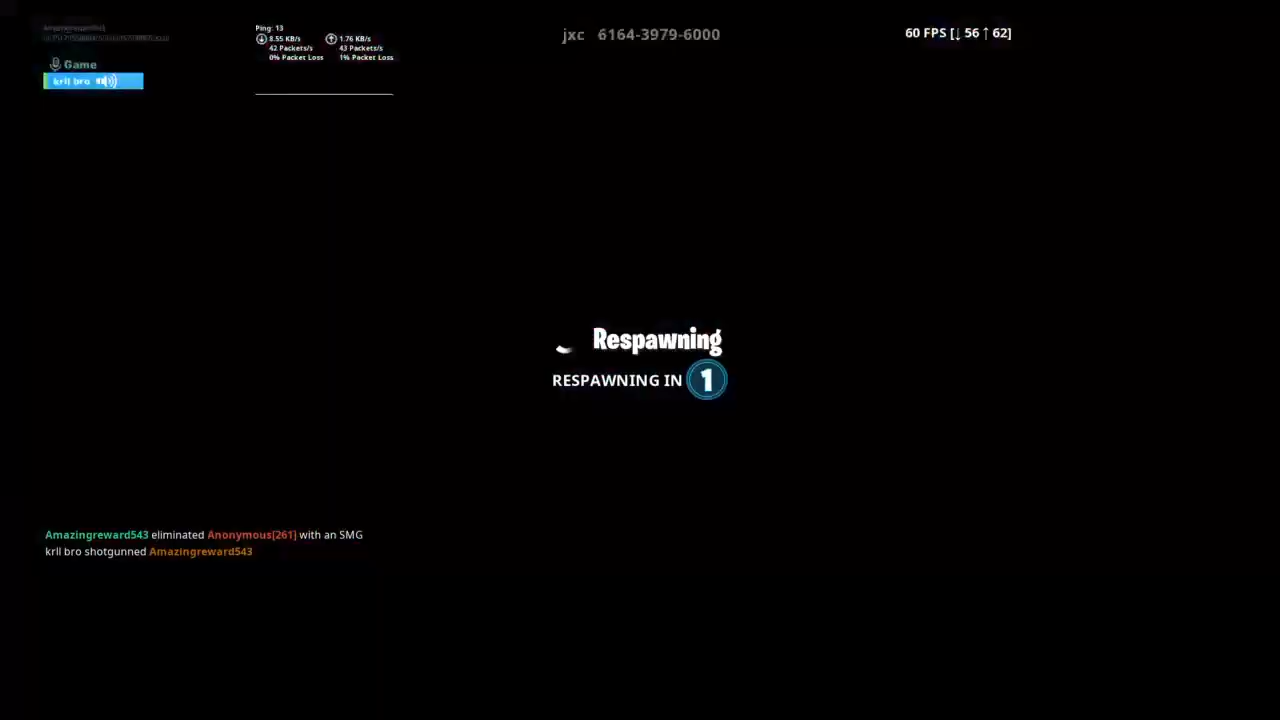 Ping: 13
8.55 KB/s 1.76 KB/s
42 Packets/s 43 Packets/s
0% Packet Loss 1% Packet Loss
jxc 6164-3979-6000
60 FPS [↓ 56 ↑ 62]
Game
krll bro
Respawning
RESPAWNING IN 1
Amazingreward543 eliminated Anonymous[261] with an SMG
krll bro shotgunned Amazingreward543